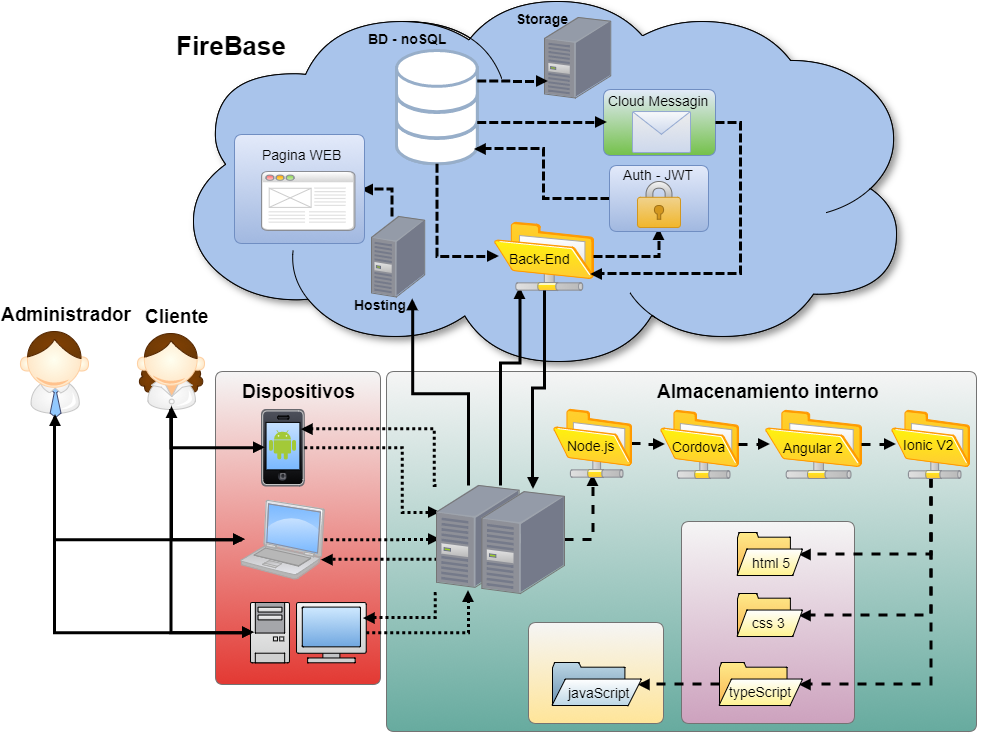 Storage
FireBase
BD - noSQL
Cloud Messagin
Pagina WEB
Auth - JWT
Back-End
Hosting
Administrador
Cliente
Dispositivos
Almacenamiento interno
Node.js
Cordova
Angular 2
Ionic V2
html 5
css 3
typeScript
javaScript